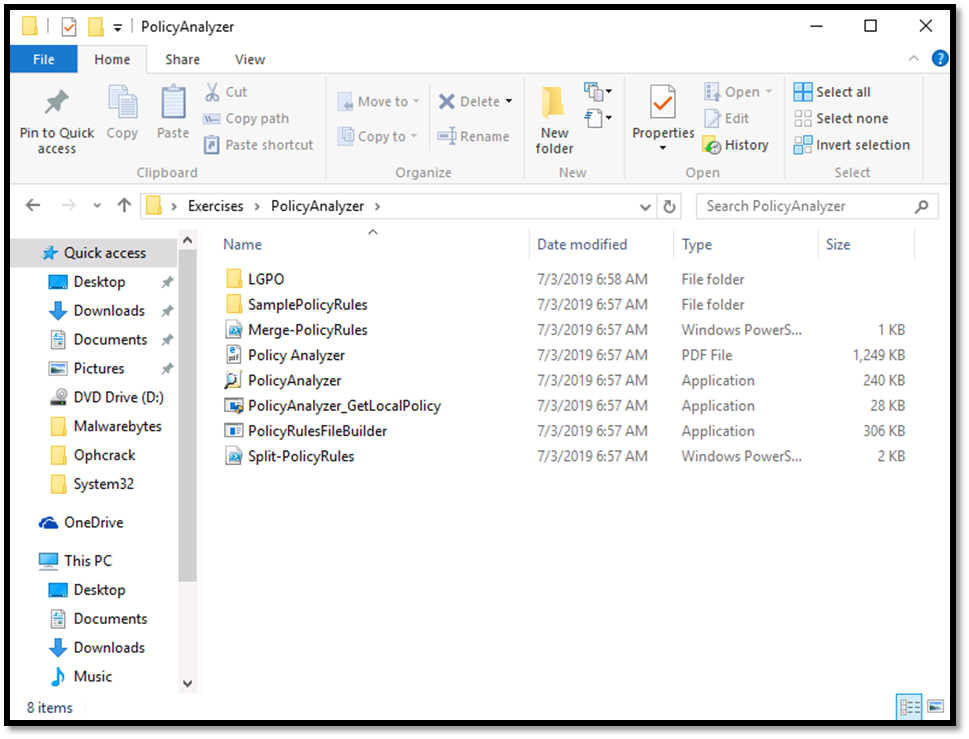 PolicyAnalyzer
File Home Share View
Pin to Quick access
Copy
Paste
Cut
Copy path
Paste shortcut
Clipboard
Move to
Copy to
Delete
Rename
Organize
New folder
New
Properties
Open
Edit
History
Open
Select all
Select none
Invert selection
Select
Exercises PolicyAnalyzer
Search PolicyAnalyzer
Quick access
Desktop
Downloads
Documents
Pictures
DVD Drive (D:)
Malwarebytes
Ophcrack
System32
OneDrive
This PC
Desktop
Documents
Downloads
Music
Name Date modified Type Size
LGPO 7/3/2019 6:58 AM File folder
SamplePolicyRules 7/3/2019 6:57 AM File folder
Merge-PolicyRules 7/3/2019 6:57 AM Windows PowerS... 1 KB
Policy Analyzer 7/3/2019 6:57 AM PDF File 1,249 KB
PolicyAnalyzer 7/3/2019 6:57 AM Application 240 KB
PolicyAnalyzer_GetLocalPolicy 7/3/2019 6:57 AM Application 28 KB
PolicyRulesFileBuilder 7/3/2019 6:57 AM Application 306 KB
Split-PolicyRules 7/3/2019 6:57 AM Windows PowerS... 2 KB
8 items